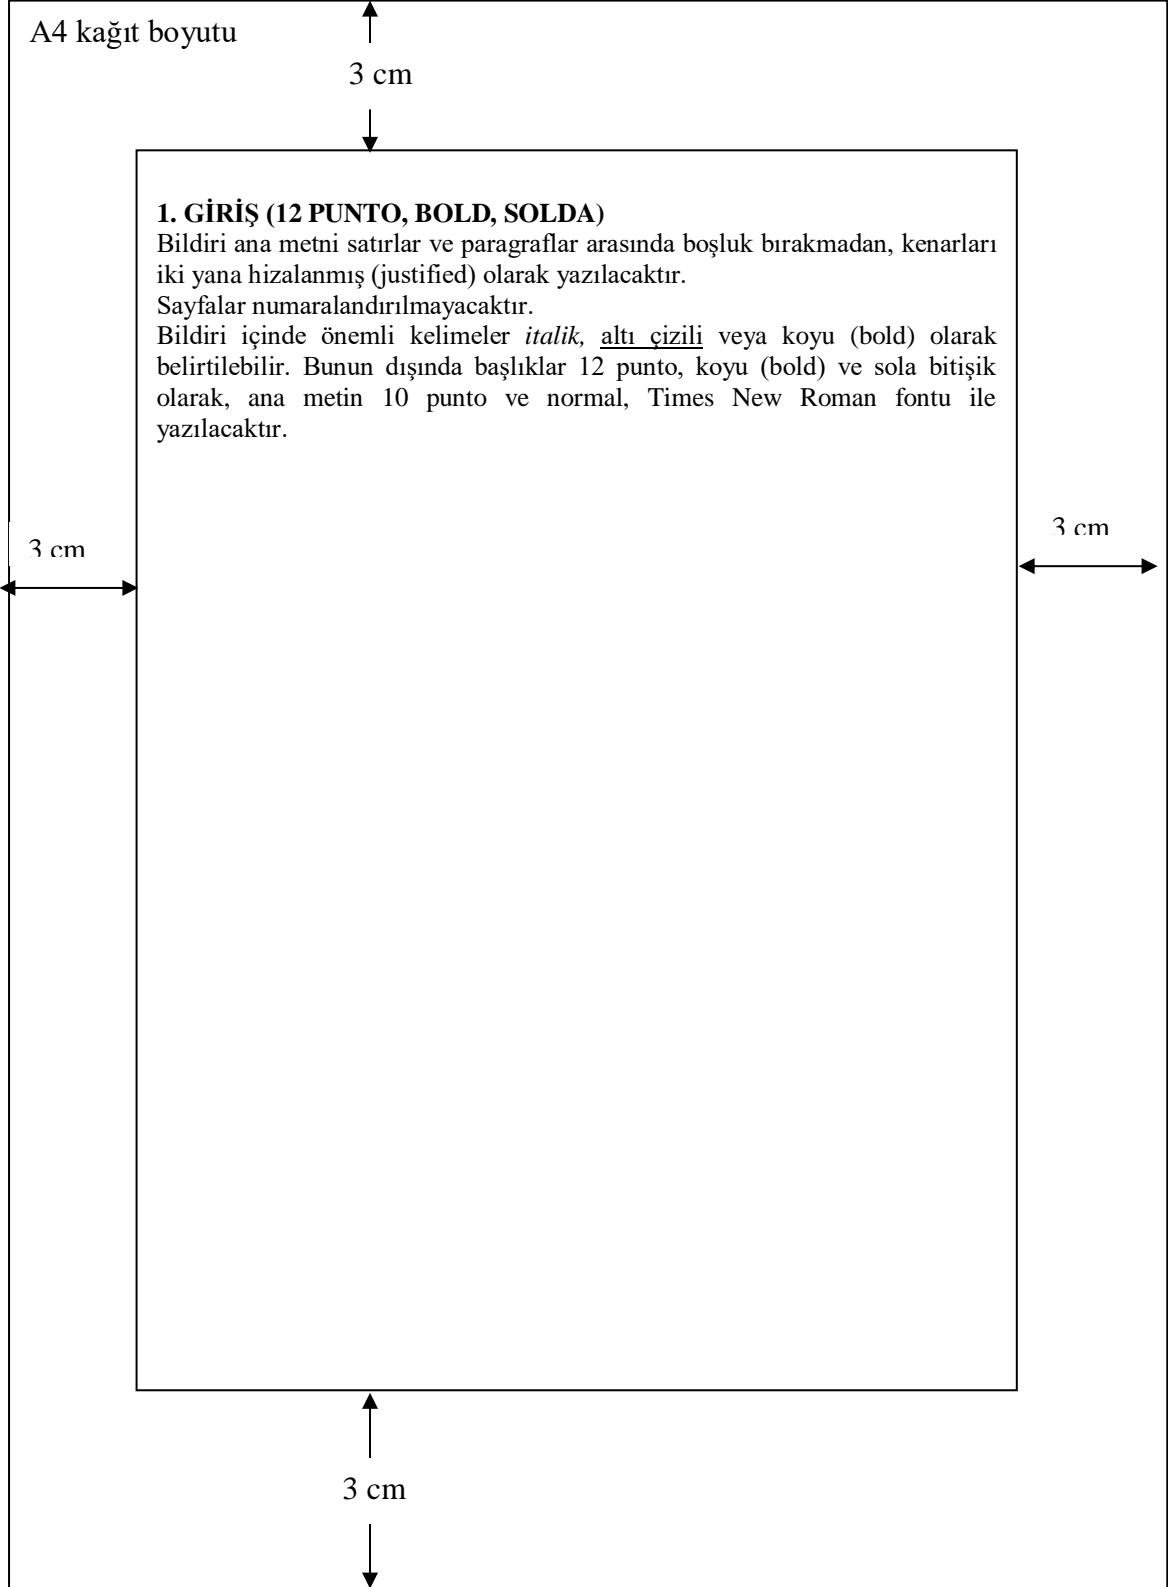 A4 kağıt boyutu
3 cm
1. GİRİŞ (12 PUNTO, BOLD, SOLDA)
Bildiri ana metni satırlar ve paragraflar arasında boşluk bırakmadan, kenarları
iki yana hizalanmış (justified) olarak yazılacaktır.
Sayfalar numaralandırılmayacaktır.
Bildiri içinde önemli kelimeler italik, altı çizili veya koyu (bold) olarak
belirtilebilir. Bunun dışında başlıklar 12 punto, koyu (bold) ve sola bitişik
olarak, ana metin 10 punto ve normal, Times New Roman fontu ile
yazılacaktır.
3 cm
3 cm
3 cm